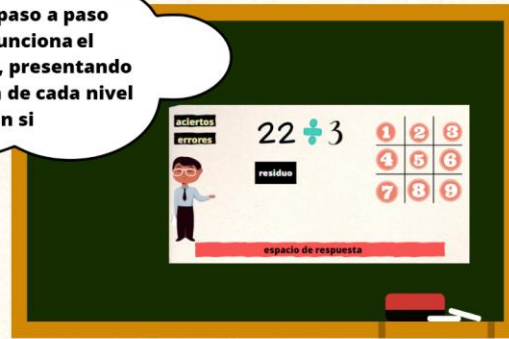 paso a paso
unciona el
, presentando
de cada nivel
n si
aciertos
errores
22 ÷ 3
residuo
1 2 3
4 5 6
7 8 9
espacio de respuesta